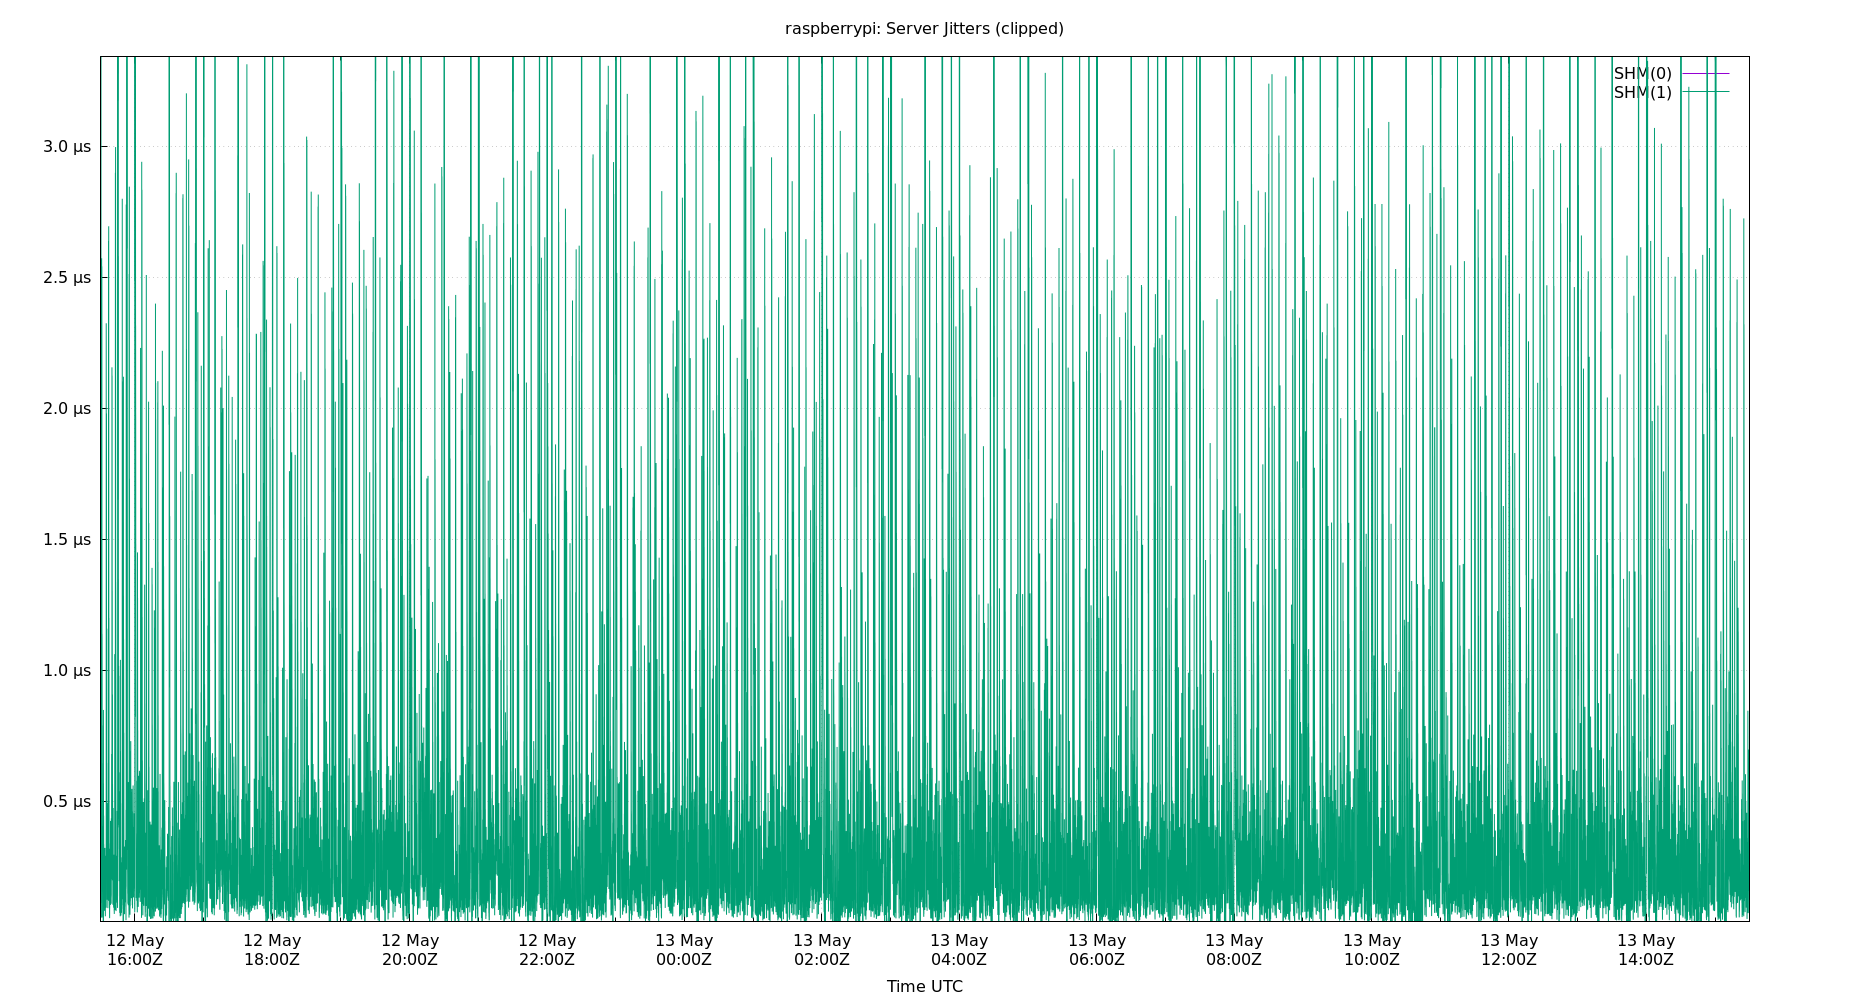 raspberrypi: Server Jitters (clipped)
SHM(0)
SHM(1)
3.0 µs
2.5 µs
2.0 µs
1.5 µs
1.0 µs
0.5 µs
12 May 12 May 12 May 12 May 13 May 13 May 13 May 13 May 13 May 13 May 13 May 13 May
16:00Z 18:00Z 20:00Z 22:00Z 00:00Z 02:00Z 04:00Z 06:00Z 08:00Z 10:00Z 12:00Z 14:00Z
Time UTC